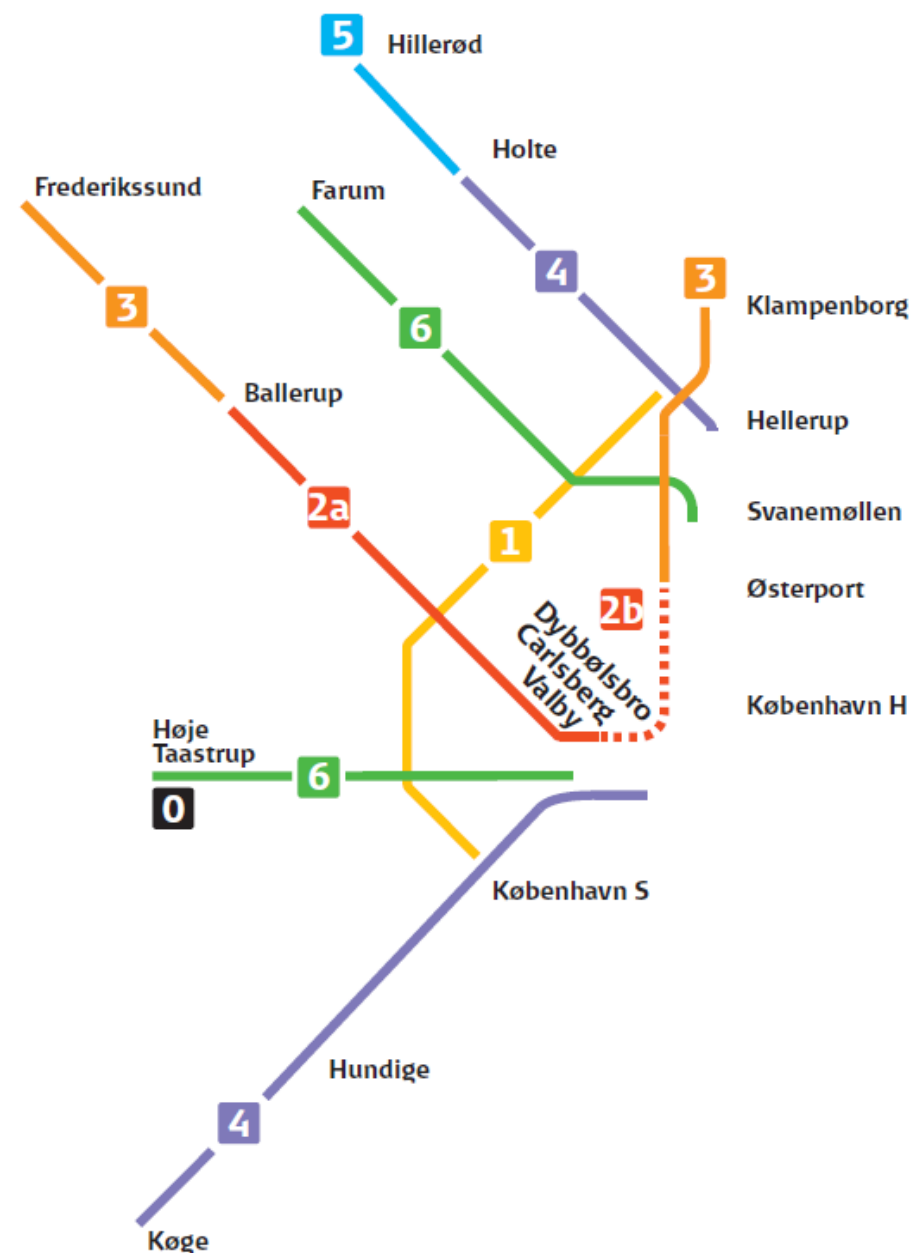 5
Hillerød
Holte
Frederikssund
Farum
4
3
Klampenborg
3
6
Ballerup
Hellerup
2a
Svanemøllen
1
Østerport
2b
Dybbølsbro
Carlsberg
Valby
København H
Høje
Taastrup
6
0
København S
Hundige
4
Køge